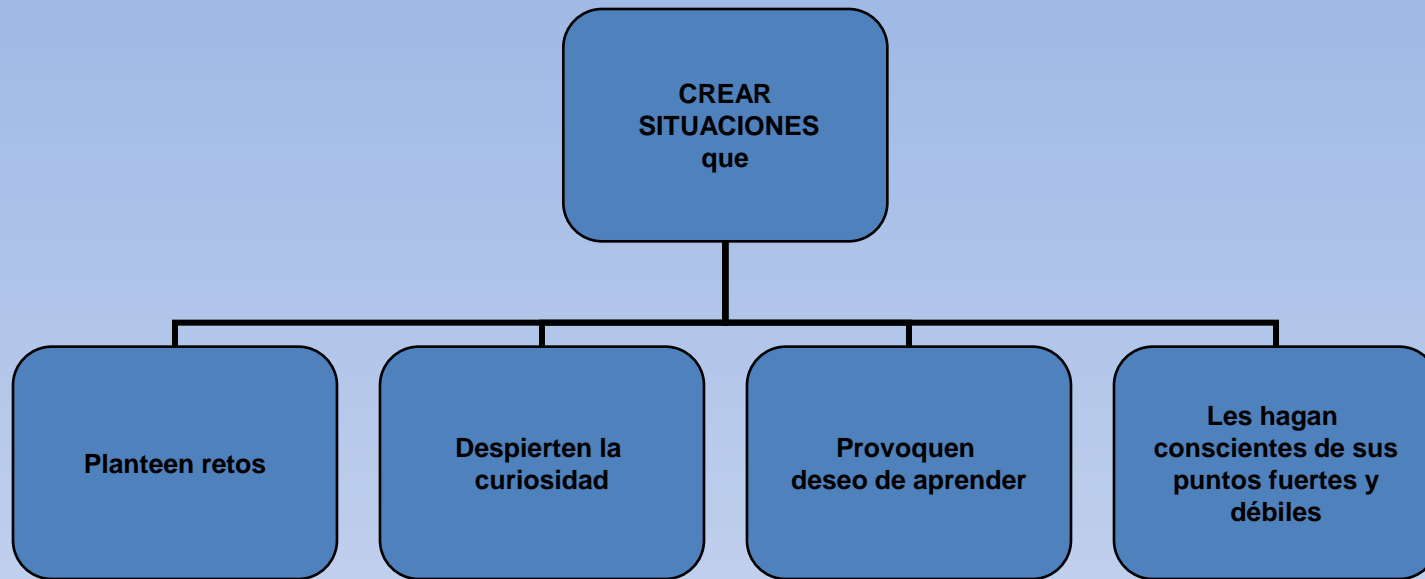 CREAR
SITUACIONES
que
Planteen retos
Despierten la
curiosidad
Provoquen
deseo de aprender
Les hagan
conscientes de sus
puntos fuertes y
débiles